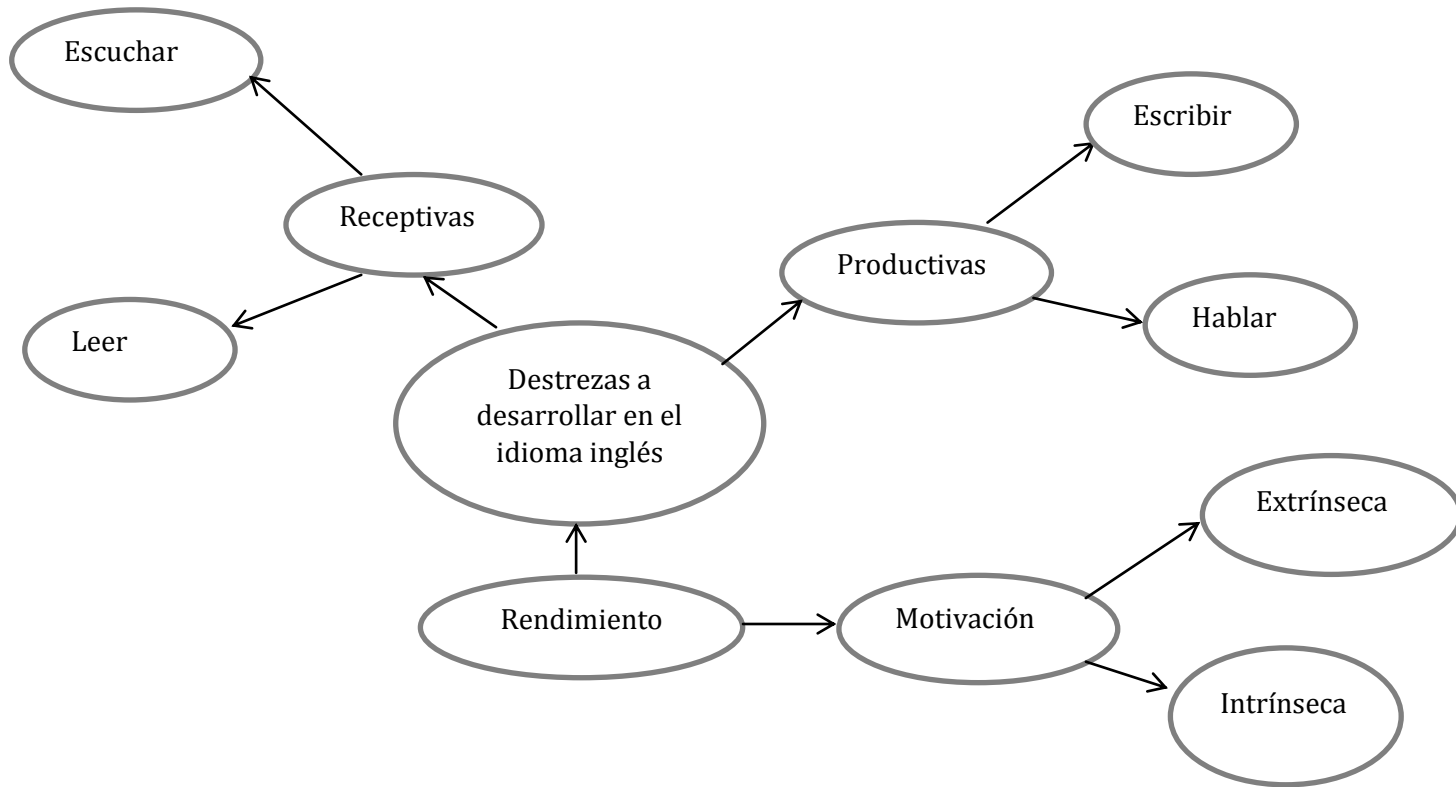 Escuchar
Escribir
Receptivas
Productivas
Hablar
Leer
Destrezas a
desarrollar en el
idioma inglés
Extrínseca
Rendimiento
Motivación
Intrínseca